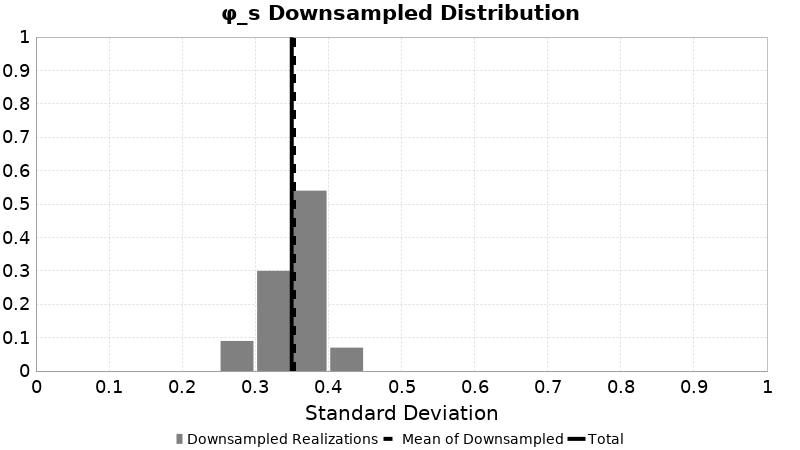 φ_s Downsampled Distribution
1
0.9
0.8
0.7
0.6
0.5
0.4
0.3
0.2
0.1
0
0 0.1 0.2 0.3 0.4 0.5 0.6 0.7 0.8 0.9 1
Standard Deviation
Downsampled Realizations Mean of Downsampled Total